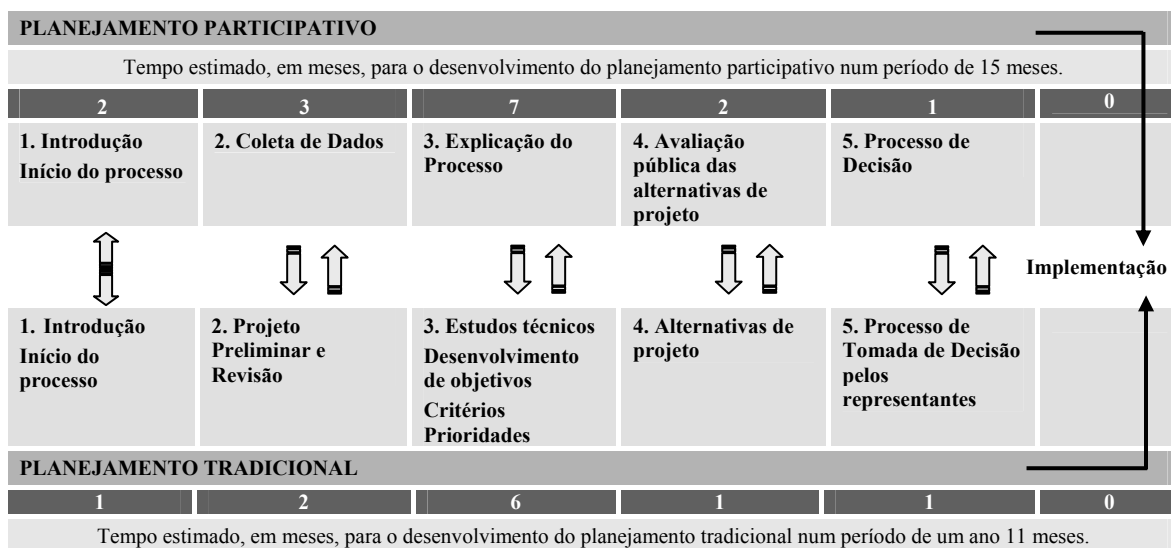 PLANEJAMENTO PARTICIPATIVO
Tempo estimado, em meses, para o desenvolvimento do planejamento participativo num período de 15 meses.
2 3 7 2 1 0
1. Introdução
Início do processo
2. Coleta de Dados
3. Explicação do
Processo
4. Avaliação
pública das
alternativas de
projeto
5. Processo de
Decisão
Implementação
1. Introdução
Início do
processo
2. Projeto
Preliminar e
Revisão
3. Estudos técnicos
Desenvolvimento
de objetivos
Critérios
Prioridades
4. Alternativas de
projeto
5. Processo de
Tomada de Decisão
pelos
representantes
PLANEJAMENTO TRADICIONAL
1 2 6 1 1 0
Tempo estimado, em meses, para o desenvolvimento do planejamento tradicional num período de um ano 11 meses.